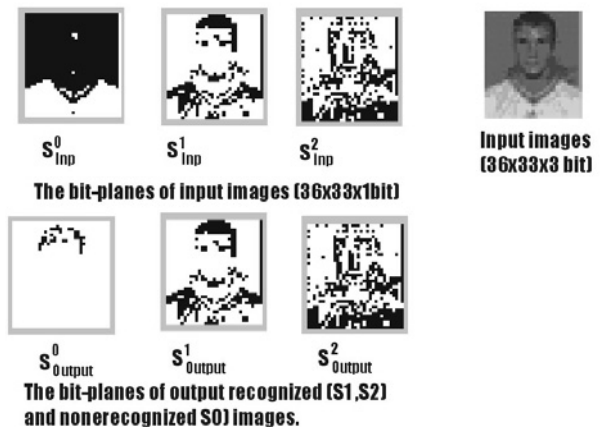 S⁰Inp S¹Inp S²Inp
Input images
(36x33x3 bit)
The bit-planes of input images (36x33x1bit)
S⁰Output S¹Output S²Output
The bit-planes of output recognized (S1 ,S2)
and nonerecognized S0) images.